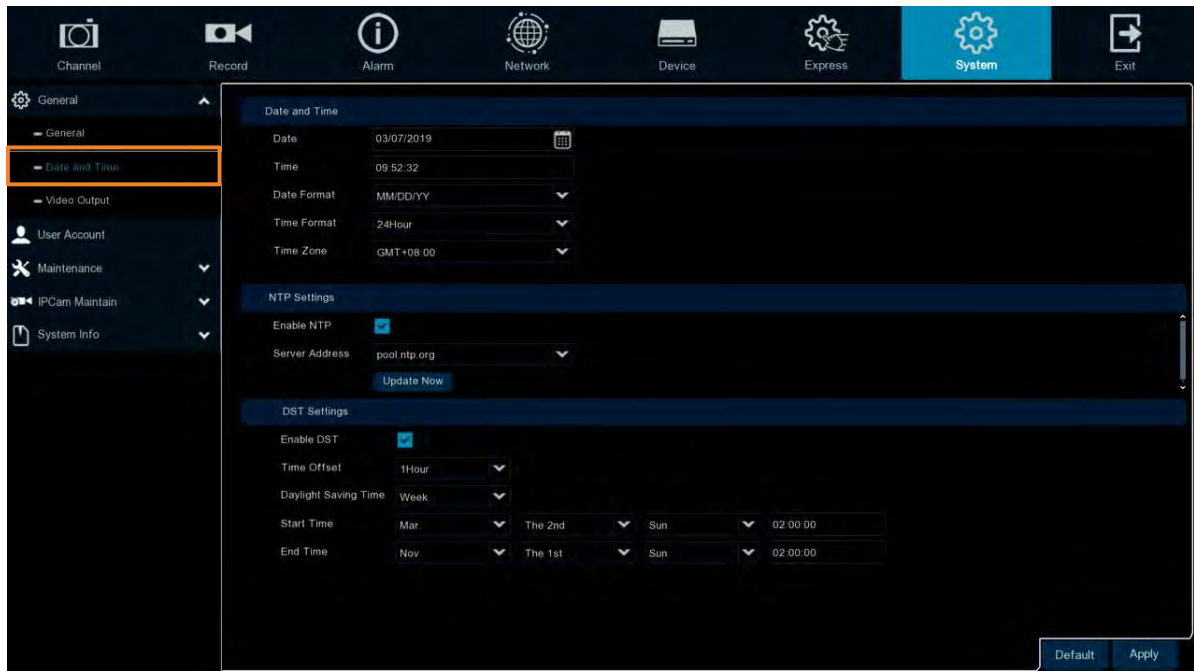 Channel Record Alarm Network Device Express System Exit
General
General
Date and Time
Video Output
User Account
Maintenance
IPCam Maintain
System Info
Date and Time
Date 03/07/2019
Time 09:52:32
Date Format MM/DD/YY
Time Format 24Hour
Time Zone GMT+08:00
NTP Settings
Enable NTP
Server Address pool.ntp.org
Update Now
DST Settings
Enable DST
Time Offset 1Hour
Daylight Saving Time Week
Start Time Mar. The 2nd Sun. 02:00:00
End Time Nov. The 1st Sun. 02:00:00
Default Apply